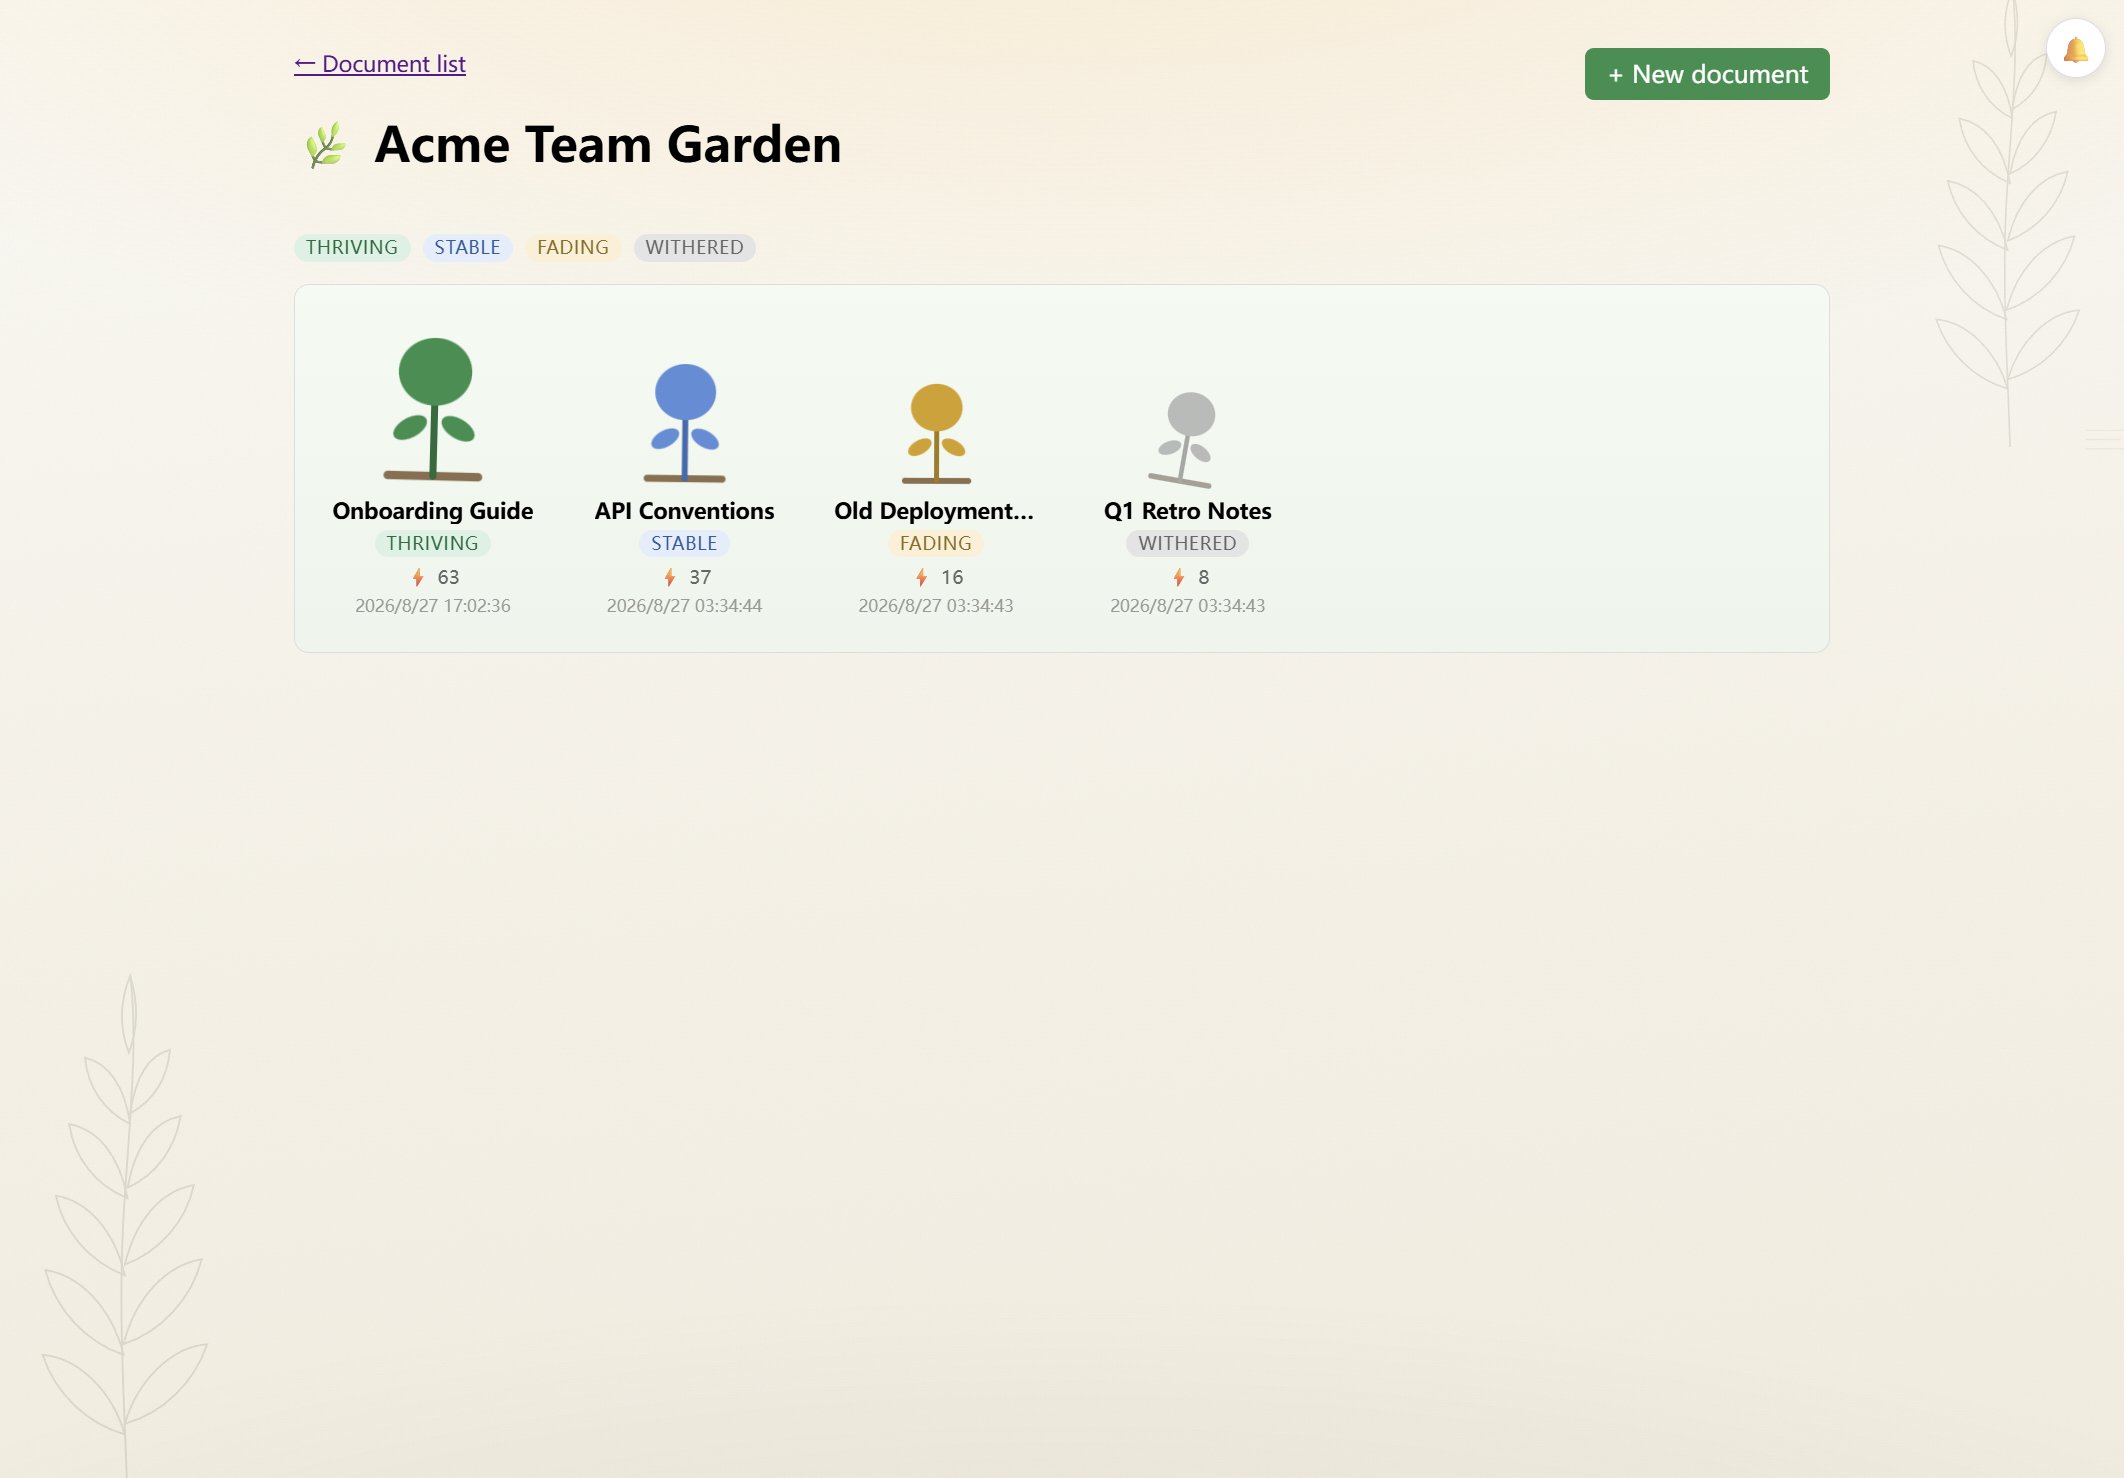 ← Document list
+ New document
Acme Team Garden
THRIVING STABLE FADING WITHERED
Onboarding Guide
THRIVING
63
2026/8/27 17:02:36
API Conventions
STABLE
37
2026/8/27 03:34:44
Old Deployment...
FADING
16
2026/8/27 03:34:43
Q1 Retro Notes
WITHERED
8
2026/8/27 03:34:43